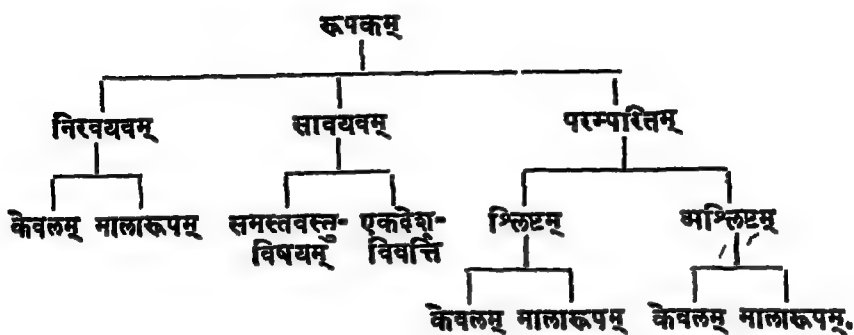 रूपकम्
निरवयवम् सावयवम् परम्पारितम्
केवलम् मालारूपम् समस्तवस्तु- एकदेश- श्लिष्टम् अश्लिष्टम्
विषयम् विवर्त्ति
केवलम् मालारूपम् केवलम् मालारूपम्.